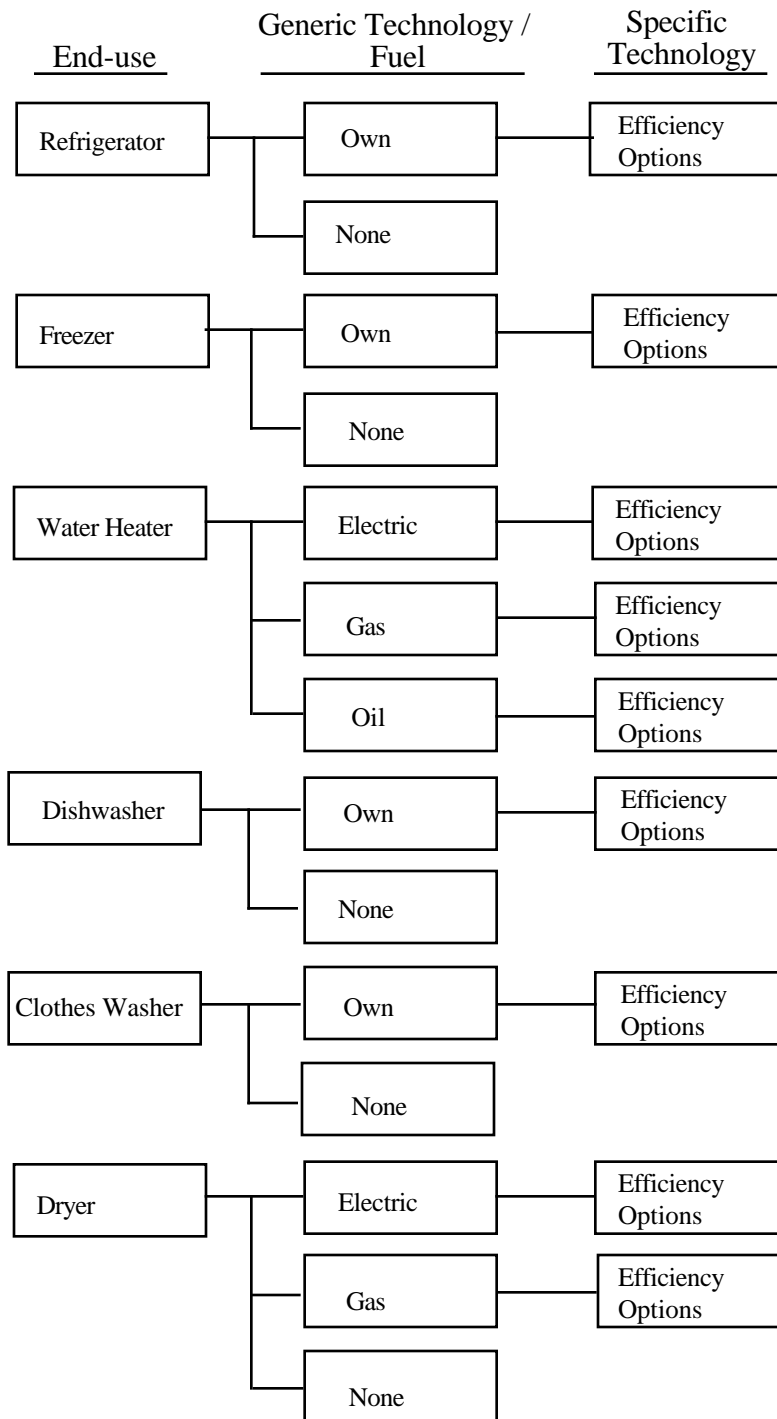 End-use
Generic Technology /
Fuel
Specific
Technology
Refrigerator
Own
Efficiency
Options
None
Freezer
Own
Efficiency
Options
None
Water Heater
Electric
Efficiency
Options
Gas
Efficiency
Options
Oil
Efficiency
Options
Dishwasher
Own
Efficiency
Options
None
Clothes Washer
Own
Efficiency
Options
None
Dryer
Electric
Efficiency
Options
Gas
Efficiency
Options
None